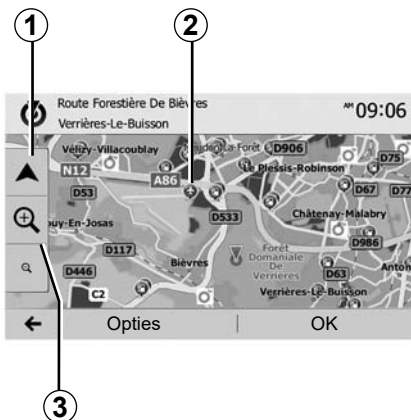 1
2
Route Forestière De Bièvres
Verrières-Le-Buisson
AM 09:06
Vélizy-Villacoublay
D906
D75
N12
A86
Le Plessis-Robinson
D53
D67
D77
D533
Châtenay-Malabry
uy-En-Josas
D117
D986
Forêt
Domaniale
De
Verrières
D446
Bièvres
D63
Anton
C2
Verrières-Le-Buisson
Opties
OK
3